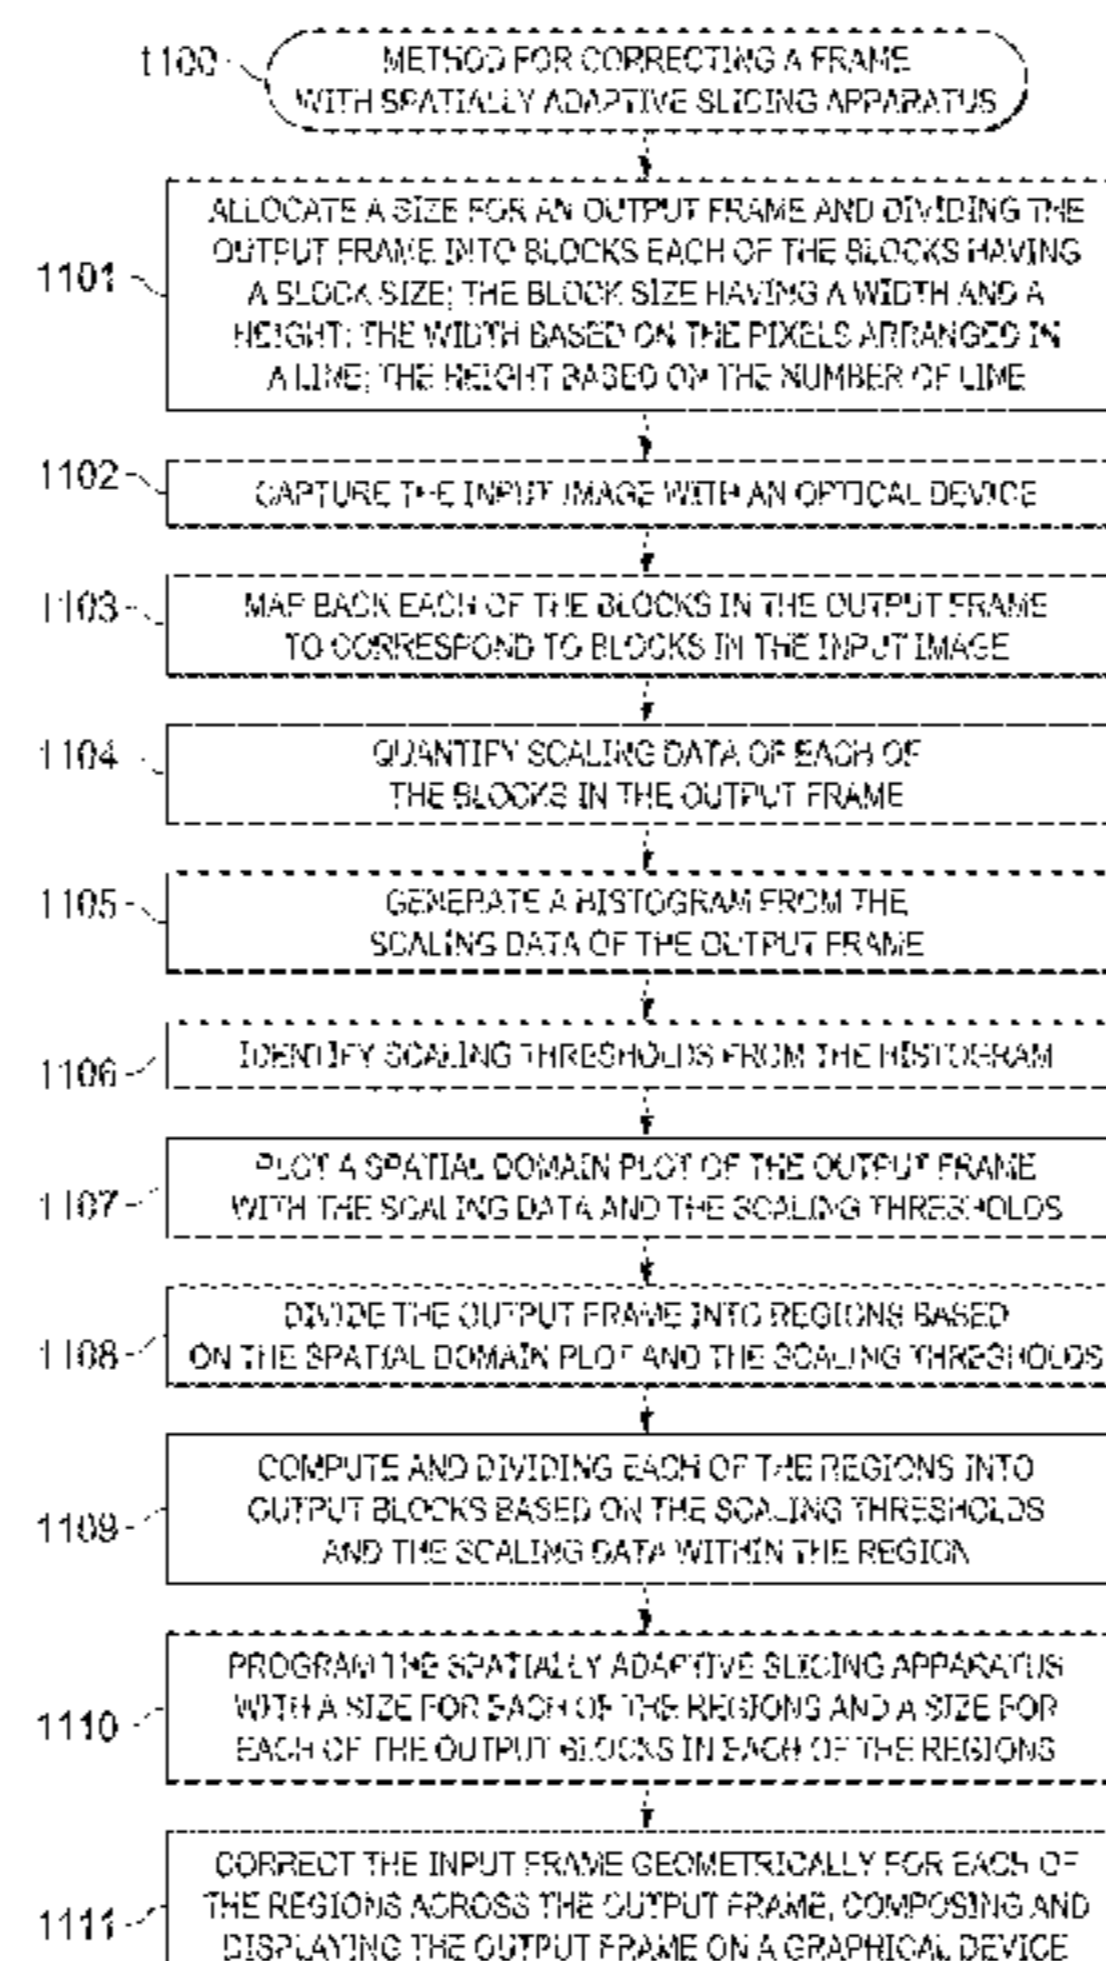 1100
METHOD FOR CORRECTING A FRAME
WITH SPATIALLY ADAPTIVE SLICING APPARATUS
1101
ALLOCATE A SIZE FOR AN OUTPUT FRAME AND DIVIDING THE
OUTPUT FRAME INTO BLOCKS EACH OF THE BLOCKS HAVING
A BLOCK SIZE; THE BLOCK SIZE HAVING A WIDTH AND A
HEIGHT; THE WIDTH BASED ON THE PIXELS ARRANGED IN
A LINE; THE HEIGHT BASED ON THE NUMBER OF LINE
1102
CAPTURE THE INPUT IMAGE WITH AN OPTICAL DEVICE
1103
MAP BACK EACH OF THE BLOCKS IN THE OUTPUT FRAME
TO CORRESPOND TO BLOCKS IN THE INPUT IMAGE
1104
QUANTIFY SCALING DATA OF EACH OF
THE BLOCKS IN THE OUTPUT FRAME
1105
GENERATE A HISTOGRAM FROM THE
SCALING DATA OF THE OUTPUT FRAME
1106
IDENTIFY SCALING THRESHOLDS FROM THE HISTOGRAM
1107
PLOT A SPATIAL DOMAIN PLOT OF THE OUTPUT FRAME
WITH THE SCALING DATA AND THE SCALING THRESHOLDS
1108
DIVIDE THE OUTPUT FRAME INTO REGIONS BASED
ON THE SPATIAL DOMAIN PLOT AND THE SCALING THRESHOLDS
1109
COMPUTE AND DIVIDING EACH OF THE REGIONS INTO
OUTPUT BLOCKS BASED ON THE SCALING THRESHOLDS
AND THE SCALING DATA WITHIN THE REGION
1110
PROGRAM THE SPATIALLY ADAPTIVE SLICING APPARATUS
WITH A SIZE FOR EACH OF THE REGIONS AND A SIZE FOR
EACH OF THE OUTPUT BLOCKS IN EACH OF THE REGIONS
1111
CORRECT THE INPUT FRAME GEOMETRICALLY FOR EACH OF
THE REGIONS ACROSS THE OUTPUT FRAME, COMPOSING AND
DISPLAYING THE OUTPUT FRAME ON A GRAPHICAL DEVICE